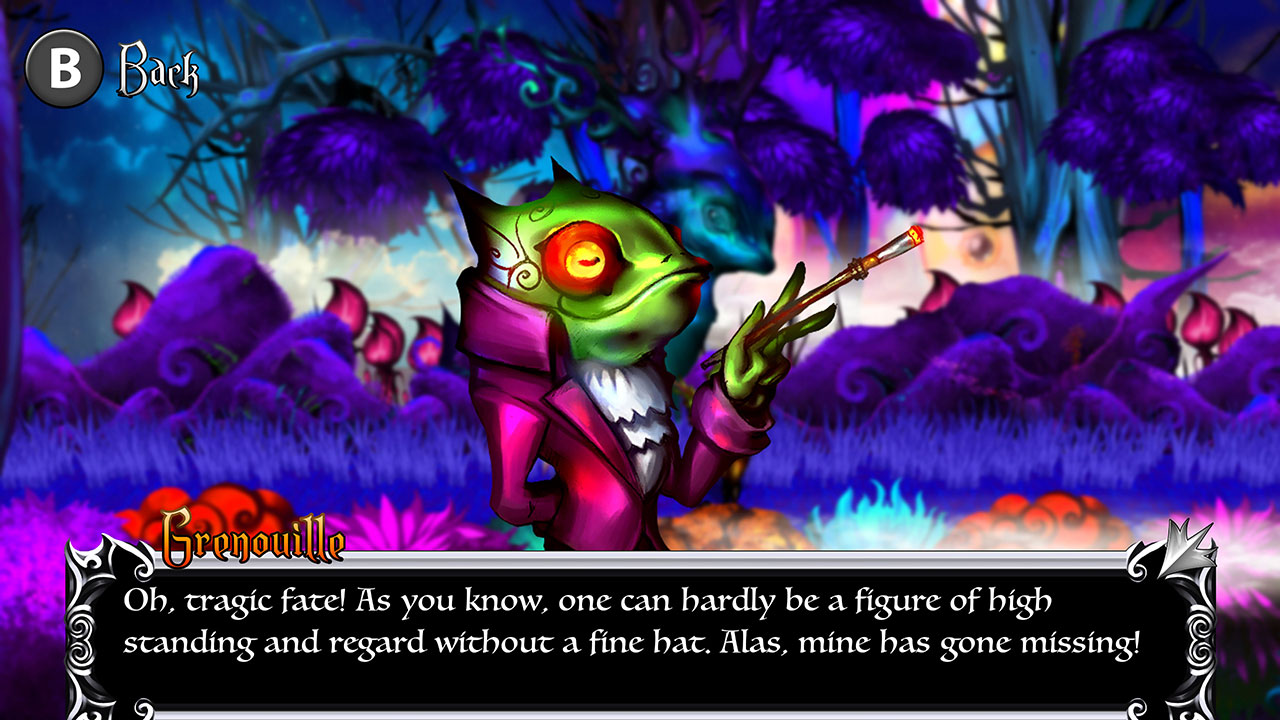 B Back
Grenouille
Oh, tragic fate! As you know, one can hardly be a figure of high
standing and regard without a fine hat. Alas, mine has gone missing!